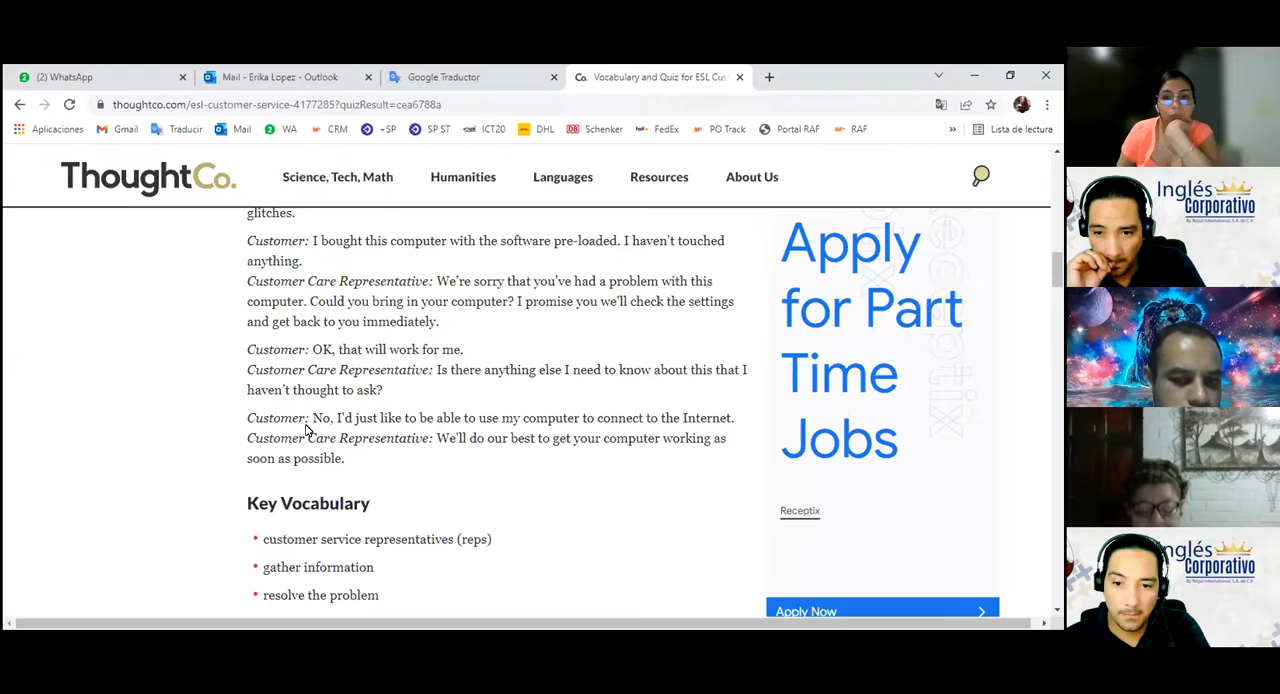 (2) WhatsApp
Mail - Erika Lopez - Outlook
Google Traductor
Co. Vocabulary and Quiz for ESL Cus
thoughtco.com/esl-customer-service-4177285?quizResult=cea6788a
Aplicaciones Gmail Traducir Mail WA CRM +SP SP ST ICT20 DHL Schenker FedEx PO Track Portal RAF RAF » Lista de lectura
ThoughtCo.
Science, Tech, Math Humanities Languages Resources About Us
glitches.
Customer: I bought this computer with the software pre-loaded. I haven't touched
anything.
Customer Care Representative: We're sorry that you've had a problem with this
computer. Could you bring in your computer? I promise you we'll check the settings
and get back to you immediately.
Customer: OK, that will work for me.
Customer Care Representative: Is there anything else I need to know about this that I
haven't thought to ask?
Customer: No, I'd just like to be able to use my computer to connect to the Internet.
Customer Care Representative: We'll do our best to get your computer working as
soon as possible.
Key Vocabulary
• customer service representatives (reps)
• gather information
• resolve the problem
Apply
for Part
Time
Jobs
Receptix
Apply Now
Inglés
Corporativo
By Regal International, S.A. de C.V.
Inglés
Corporativo
By Regal International, S.A. de C.V.